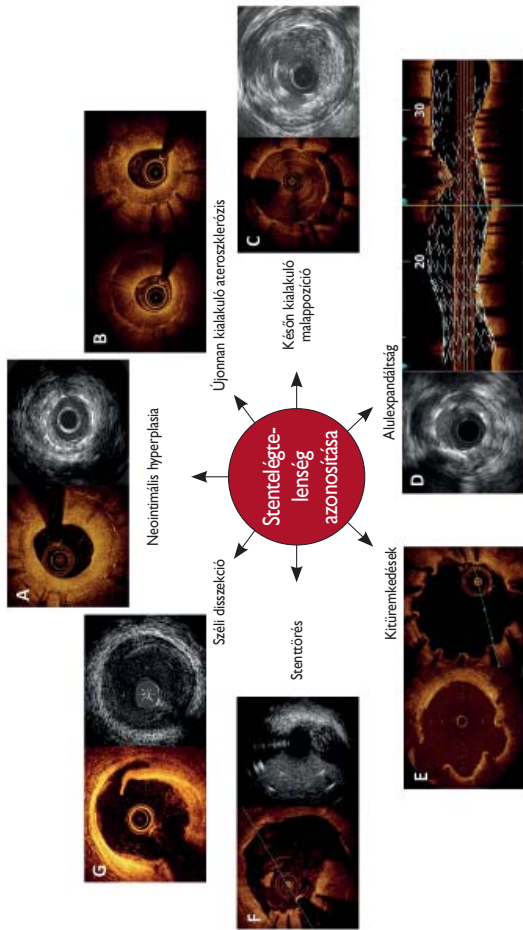 A
Neointimális hyperplasia
B
Újonnan kialakuló ateroszklerózis
C
Későn kialakuló
malappozíció
D
20
30
Alulexpandáltság
E
Kitüremkedések
F
Stenttörés
G
Széli disszekció
Stentelégte-
lenség
azonosítása